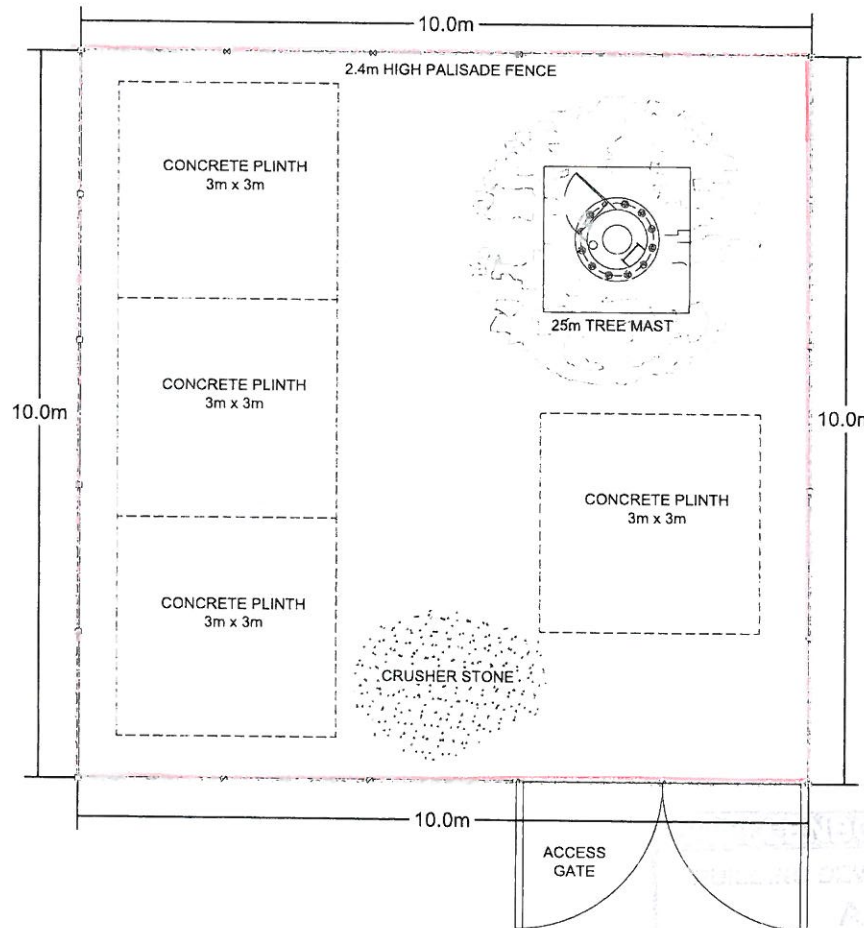 10.0m
2.4m HIGH PALISADE FENCE
CONCRETE PLINTH
3m x 3m
25m TREE MAST
CONCRETE PLINTH
3m x 3m
10.0m
10.0m
CONCRETE PLINTH
3m x 3m
CONCRETE PLINTH
3m x 3m
CRUSHER STONE
10.0m
ACCESS
GATE